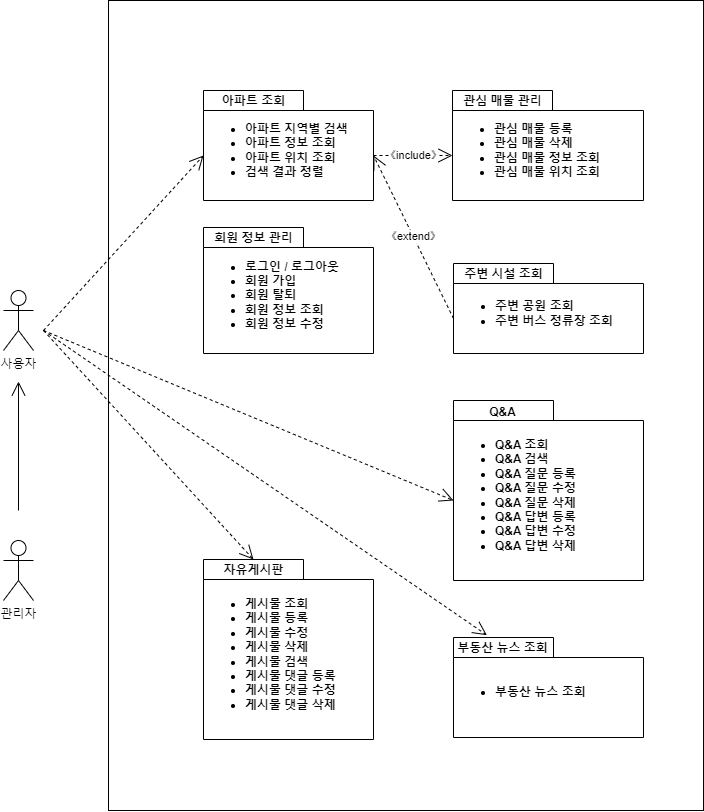 아파트 조회
• 아파트 지역별 검색
• 아파트 정보 조회
• 아파트 위치 조회
• 검색 결과 정렬
《include》
관심 매물 관리
• 관심 매물 등록
• 관심 매물 삭제
• 관심 매물 정보 조회
• 관심 매물 위치 조회
《extend》
회원 정보 관리
• 로그인 / 로그아웃
• 회원 가입
• 회원 탈퇴
• 회원 정보 조회
• 회원 정보 수정
주변 시설 조회
• 주변 공원 조회
• 주변 버스 정류장 조회
사용자
Q&A
• Q&A 조회
• Q&A 검색
• Q&A 질문 등록
• Q&A 질문 수정
• Q&A 질문 삭제
• Q&A 답변 등록
• Q&A 답변 수정
• Q&A 답변 삭제
관리자
자유게시판
• 게시물 조회
• 게시물 등록
• 게시물 수정
• 게시물 삭제
• 게시물 검색
• 게시물 댓글 등록
• 게시물 댓글 수정
• 게시물 댓글 삭제
부동산 뉴스 조회
• 부동산 뉴스 조회